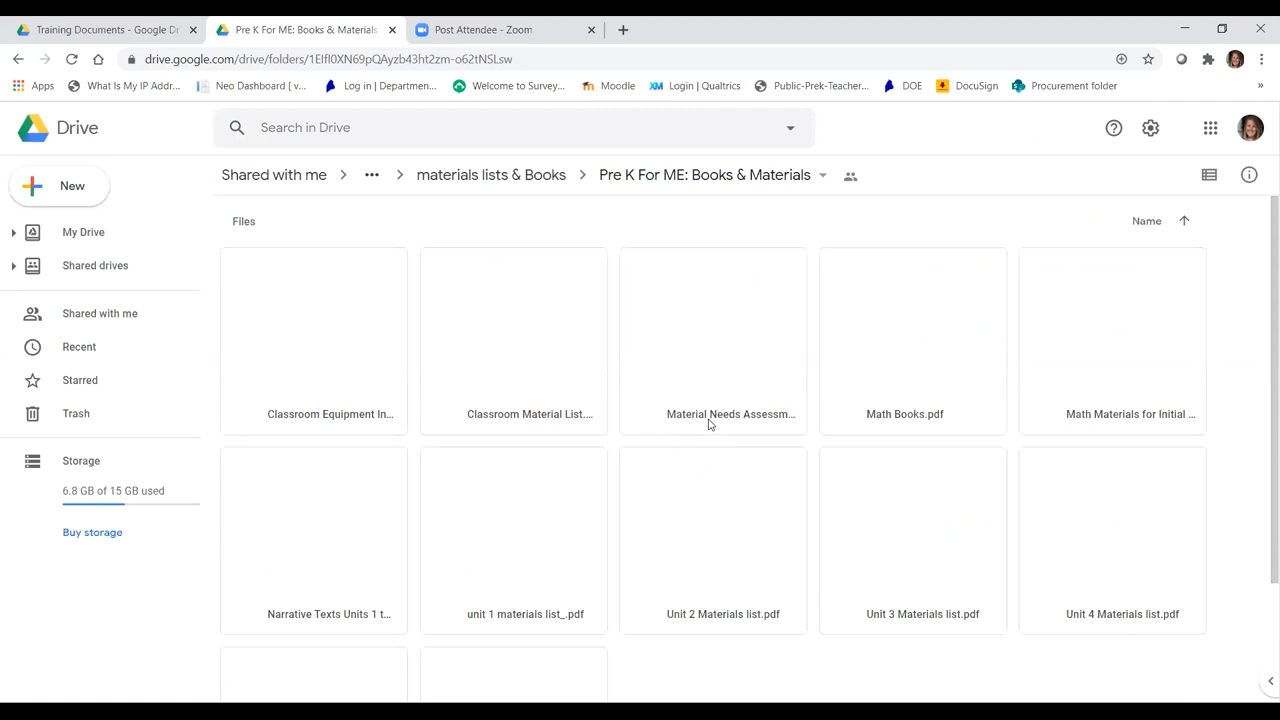 Training Documents - Google Dr
Pre K For ME: Books & Materials
Post Attendee - Zoom
drive.google.com/drive/folders/1EIfI0XN69pQAyzb43ht2zm-o62tNSLsw
Apps
What Is My IP Addr...
Neo Dashboard [ v...
Log in | Departmen...
Welcome to Survey...
Moodle
XM Login | Qualtrics
Public-Prek-Teacher...
DOE
DocuSign
Procurement folder
»
Drive
Search in Drive
New
Shared with me > ... > materials lists & Books > Pre K For ME: Books & Materials
My Drive
Shared drives
Shared with me
Recent
Starred
Trash
Storage
6.8 GB of 15 GB used
Buy storage
Files
Name
Classroom Equipment In...
Classroom Material List....
Material Needs Assessm...
Math Books.pdf
Math Materials for Initial ...
Narrative Texts Units 1 t...
unit 1 materials list_.pdf
Unit 2 Materials list.pdf
Unit 3 Materials list.pdf
Unit 4 Materials list.pdf